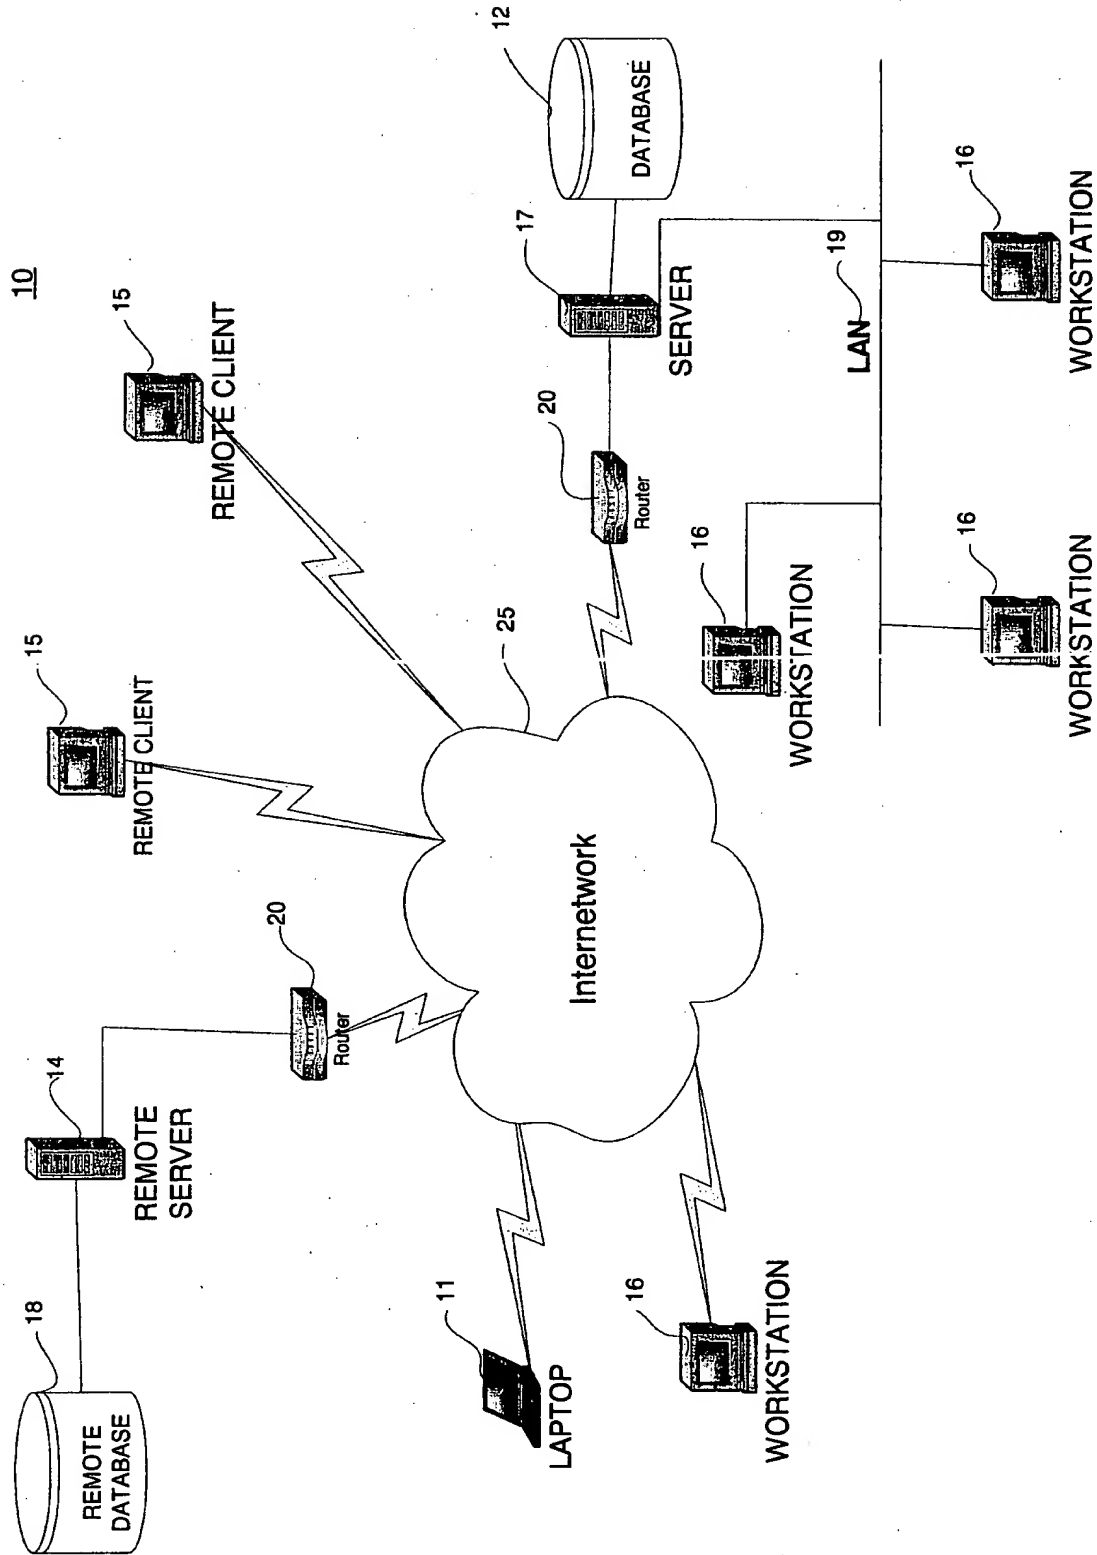 10
18
REMOTE
DATABASE
14
REMOTE
SERVER
20
Router
15
REMOTE CLIENT
15
REMOTE CLIENT
11
LAPTOP
16
WORKSTATION
Internetwork
25
20
Router
17
SERVER
12
DATABASE
16
WORKSTATION
LAN
19
16
WORKSTATION
16
WORKSTATION